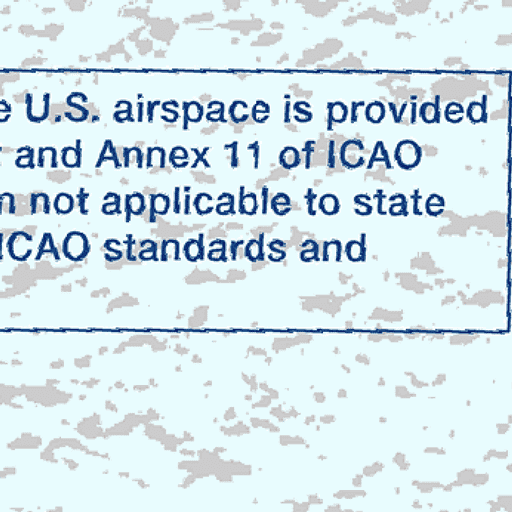 U.S. airspace is provided
and Annex 11 of ICAO
not applicable to state
ICAO standards and